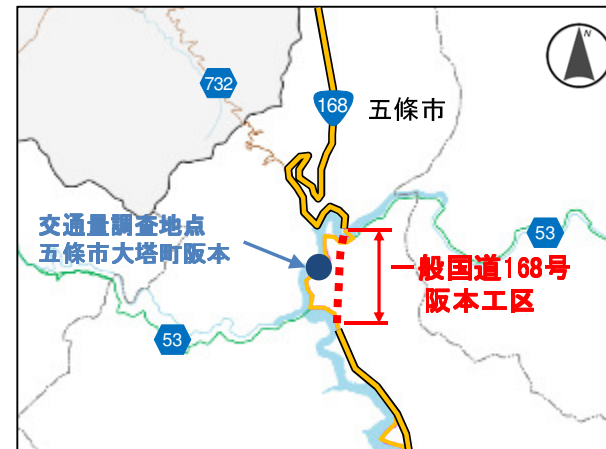 N
732
168
五條市
交通量調査地点
五條市大塔町阪本
53
一般国道168号
阪本工区
53